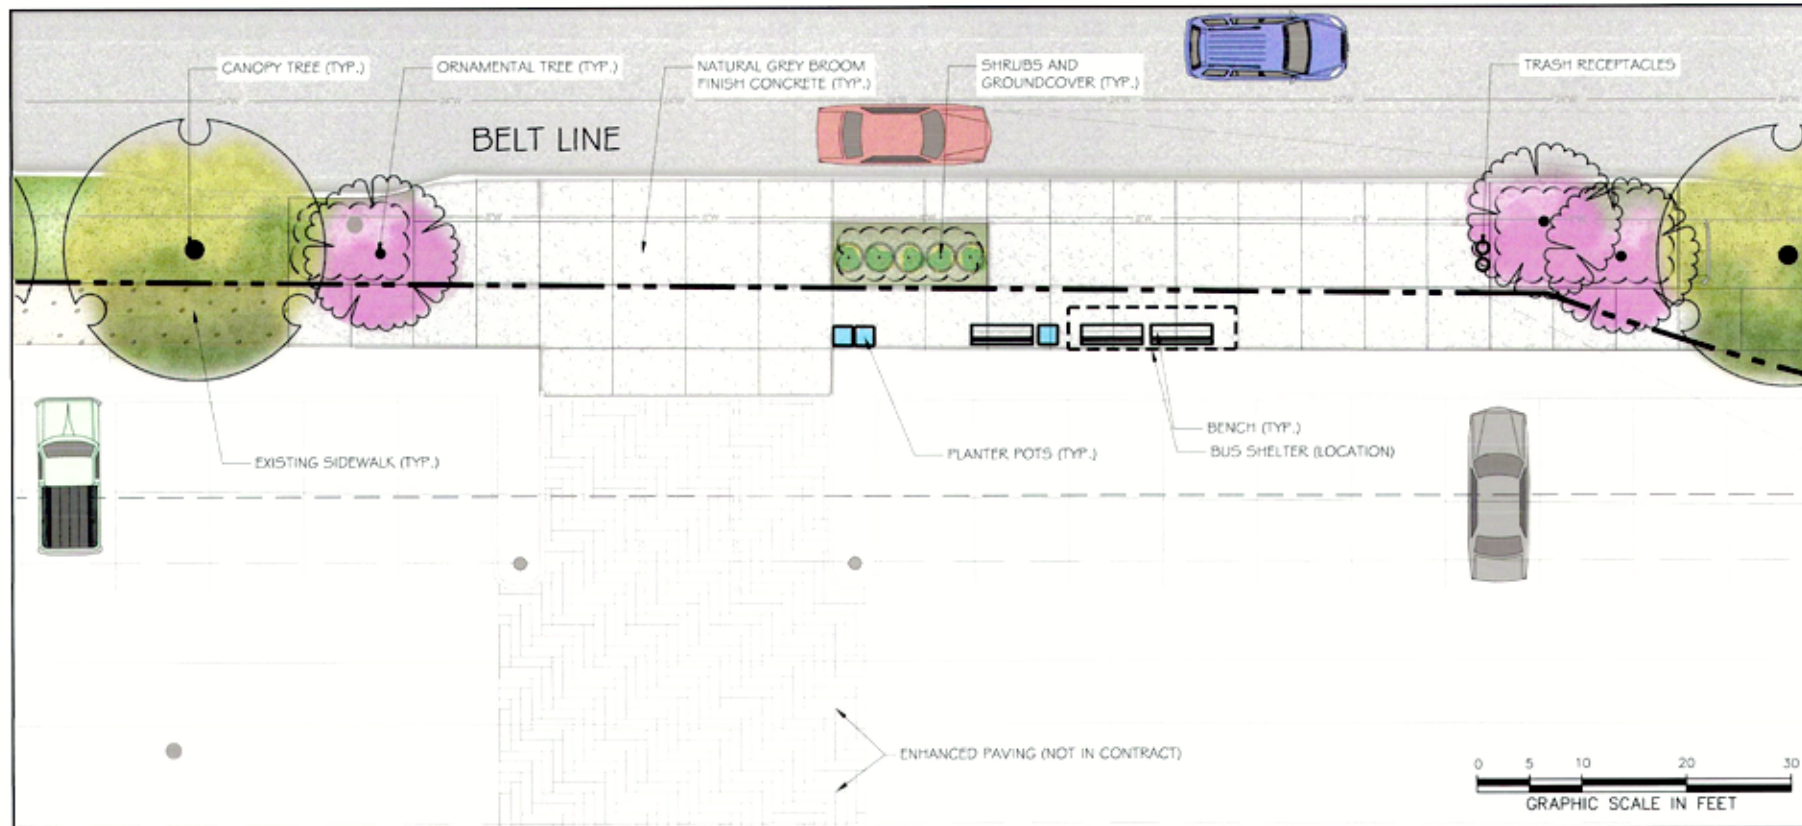 CANOPY TREE (TYP.)
ORNAMENTAL TREE (TYP.)
NATURAL GREY BROOM
FINISH CONCRETE (TYP.)
SHRUBS AND
GROUNDCOVER (TYP.)
TRASH RECEPTACLES
BELT LINE
EXISTING SIDEWALK (TYP.)
PLANTER POTS (TYP.)
BENCH (TYP.)
BUS SHELTER (LOCATION)
ENHANCED PAVING (NOT IN CONTRACT)
0 5 10 20 30
GRAPHIC SCALE IN FEET